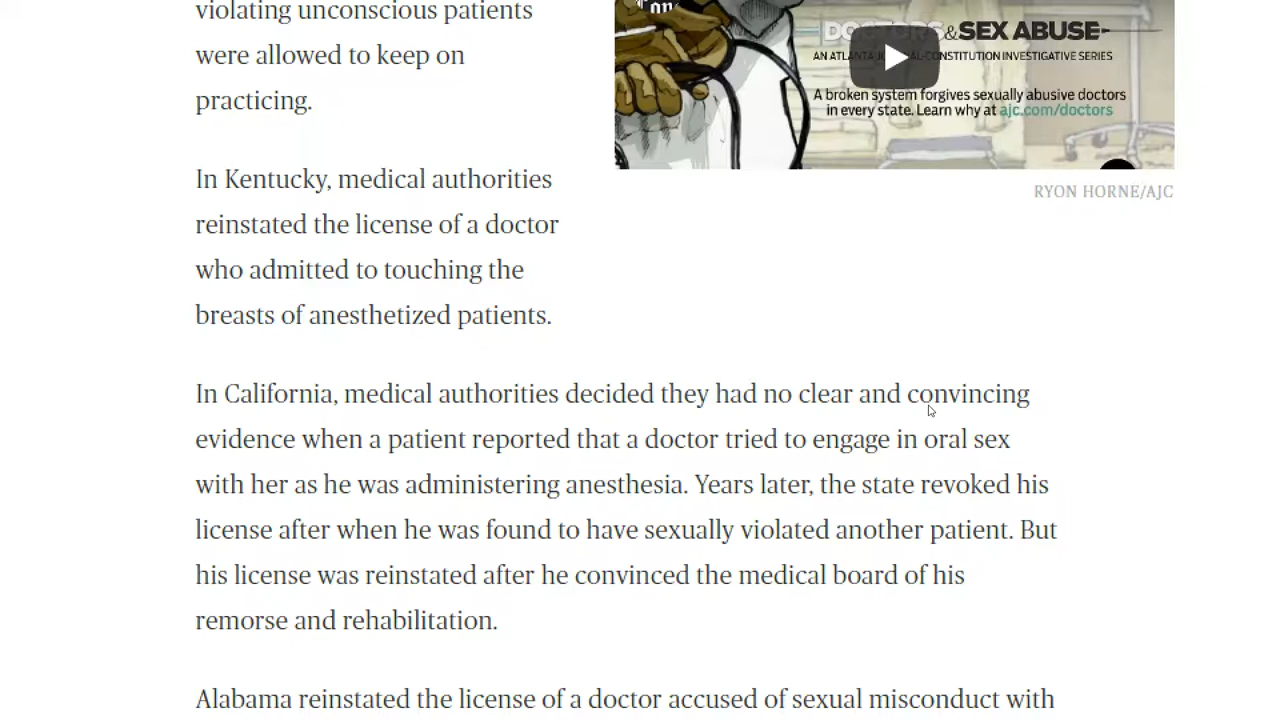 violating unconscious patients
were allowed to keep on
practicing.
In Kentucky, medical authorities
reinstated the license of a doctor
who admitted to touching the
breasts of anesthetized patients.
DOCTORS & SEX ABUSE
AN ATLANTA JOURNAL-CONSTITUTION INVESTIGATIVE SERIES
A broken system forgives sexually abusive doctors
in every state. Learn why at ajc.com/doctors
RYON HORNE/AJC
In California, medical authorities decided they had no clear and convincing
evidence when a patient reported that a doctor tried to engage in oral sex
with her as he was administering anesthesia. Years later, the state revoked his
license after when he was found to have sexually violated another patient. But
his license was reinstated after he convinced the medical board of his
remorse and rehabilitation.
Alabama reinstated the license of a doctor accused of sexual misconduct with